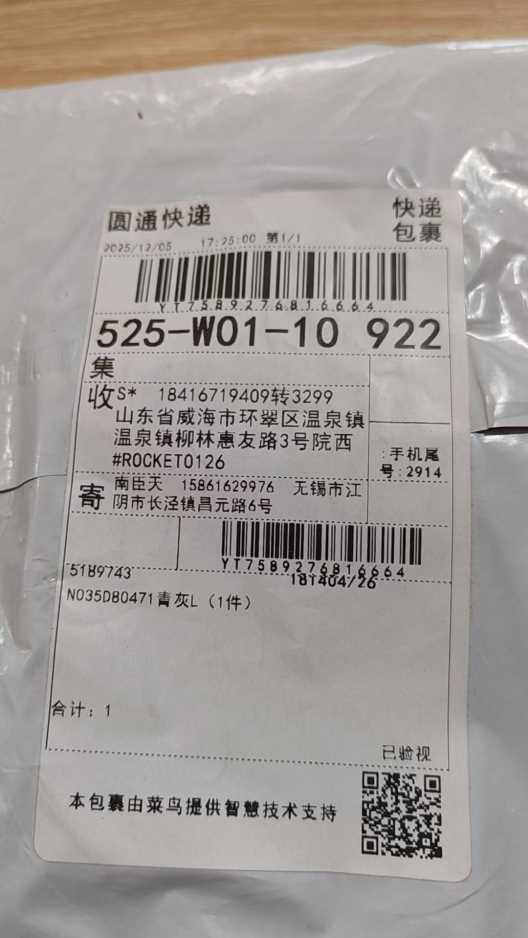 圆通快递
快递
包裹
2025/12/05 17:25:00 第1/1
YT7589276816664
525-W01-10 922
集
收
S* 18416719409转3299
山东省威海市环翠区温泉镇
温泉镇柳林惠友路3号院西
#ROCKET0126
:手机尾
号:2914
寄
南臣天 15861629976 无锡市江
阴市长泾镇昌元路6号
YT7589276816664
5189743
181404/26
N035D80471青灰L（1件）
合计：1
已验视
本包裹由菜鸟提供智慧技术支持